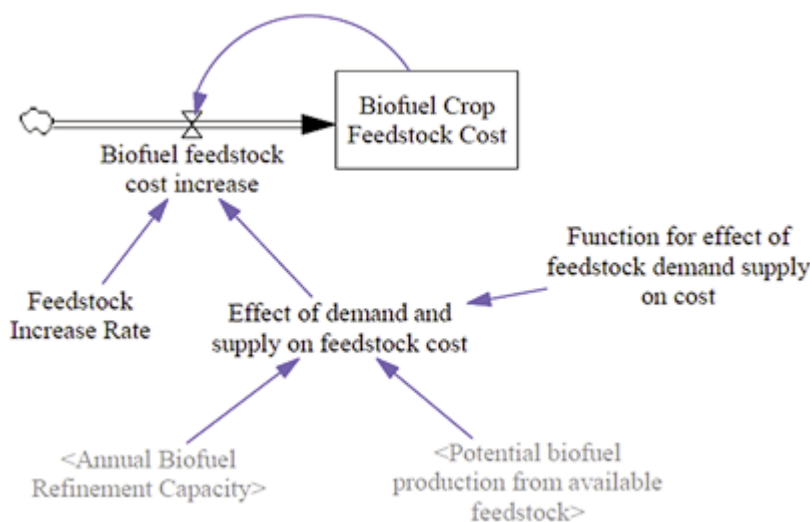 Biofuel Crop
Feedstock Cost
Biofuel feedstock
cost increase
Function for effect of
feedstock demand supply
on cost
Feedstock
Increase Rate
Effect of demand and
supply on feedstock cost
<Annual Biofuel
Refinement Capacity>
<Potential biofuel
production from available
feedstock>